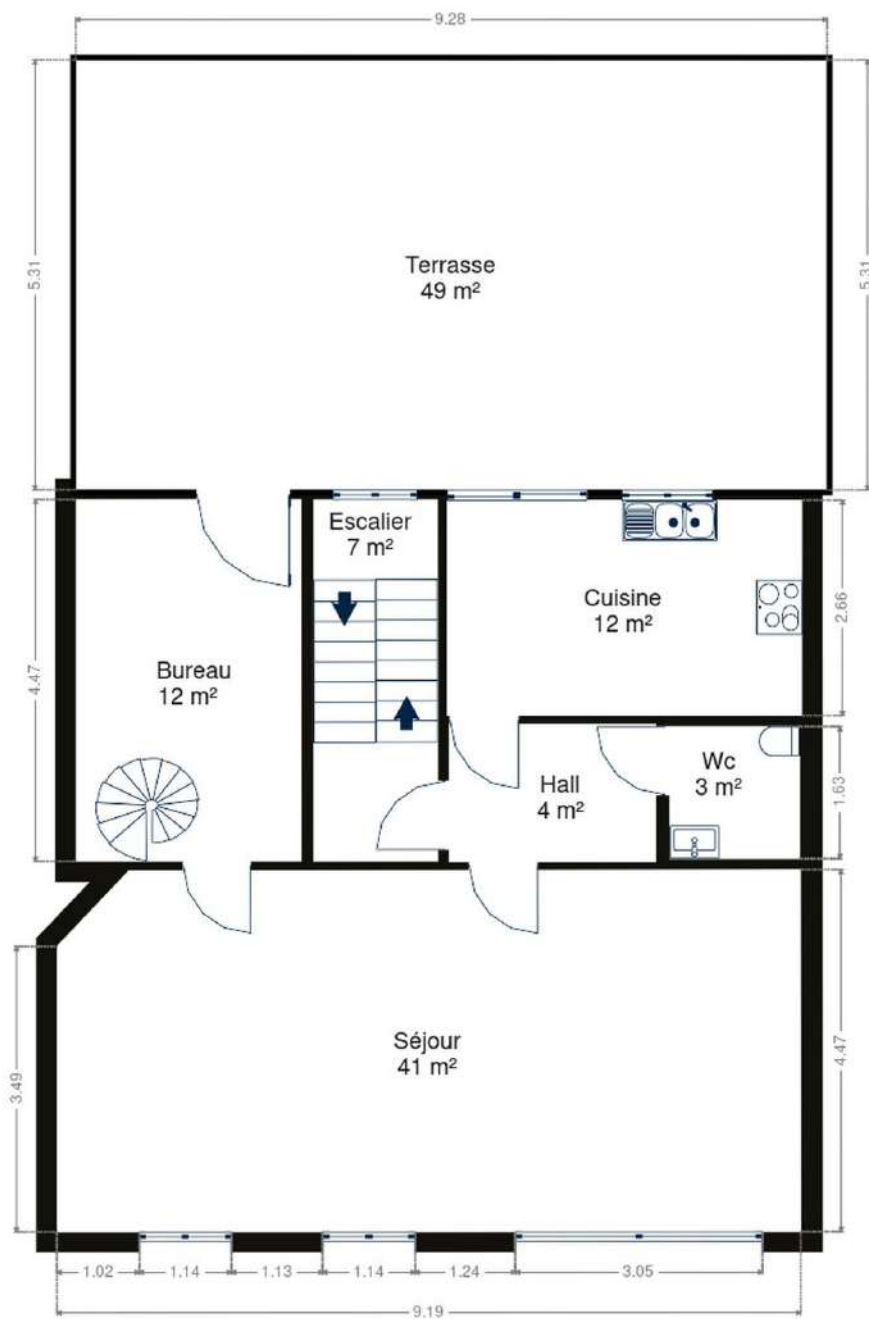 9.28
5.31
5.31
Terrasse
49 m²
Escalier
7 m²
Cuisine
12 m²
2.66
4.47
Bureau
12 m²
Hall
4 m²
Wc
3 m²
1.63
Séjour
41 m²
3.49
4.47
1.02
1.14
1.13
1.14
1.24
3.05
9.19